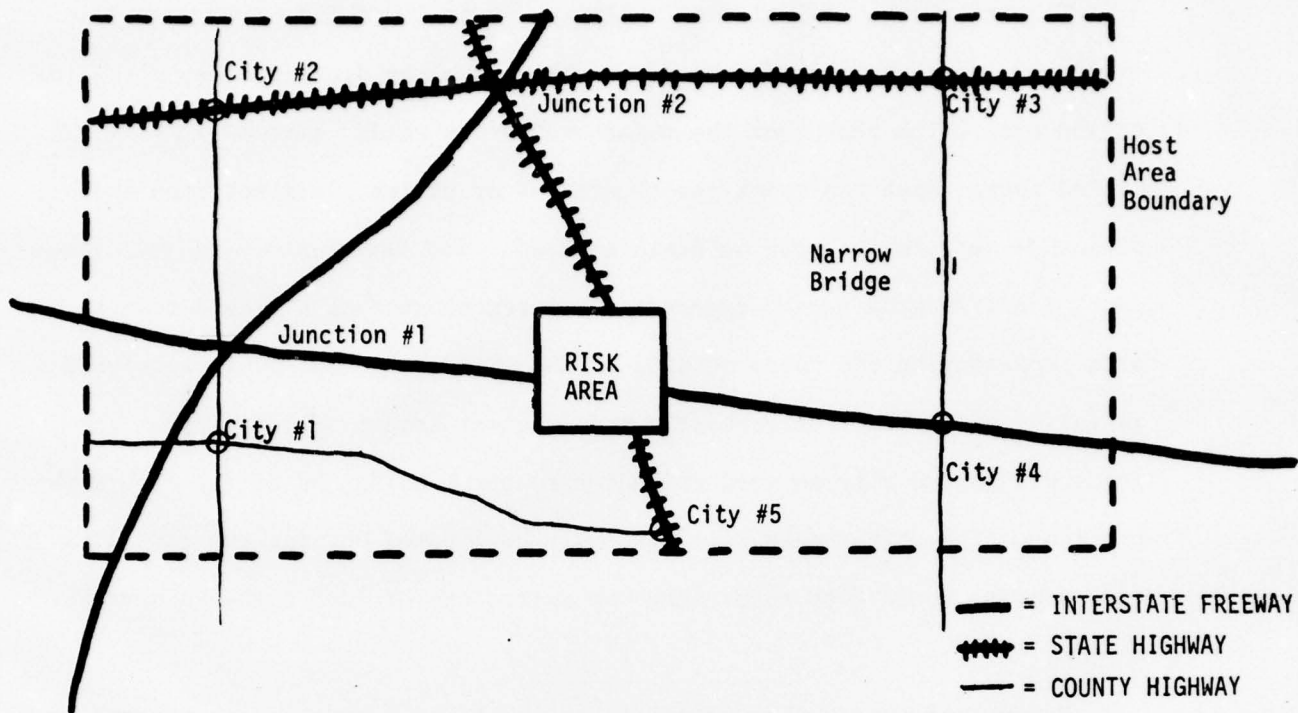 City #2
Junction #2
City #3
Host
Area
Boundary
Narrow
Bridge
Junction #1
RISK
AREA
City #1
City #4
City #5
= INTERSTATE FREEWAY
= STATE HIGHWAY
= COUNTY HIGHWAY